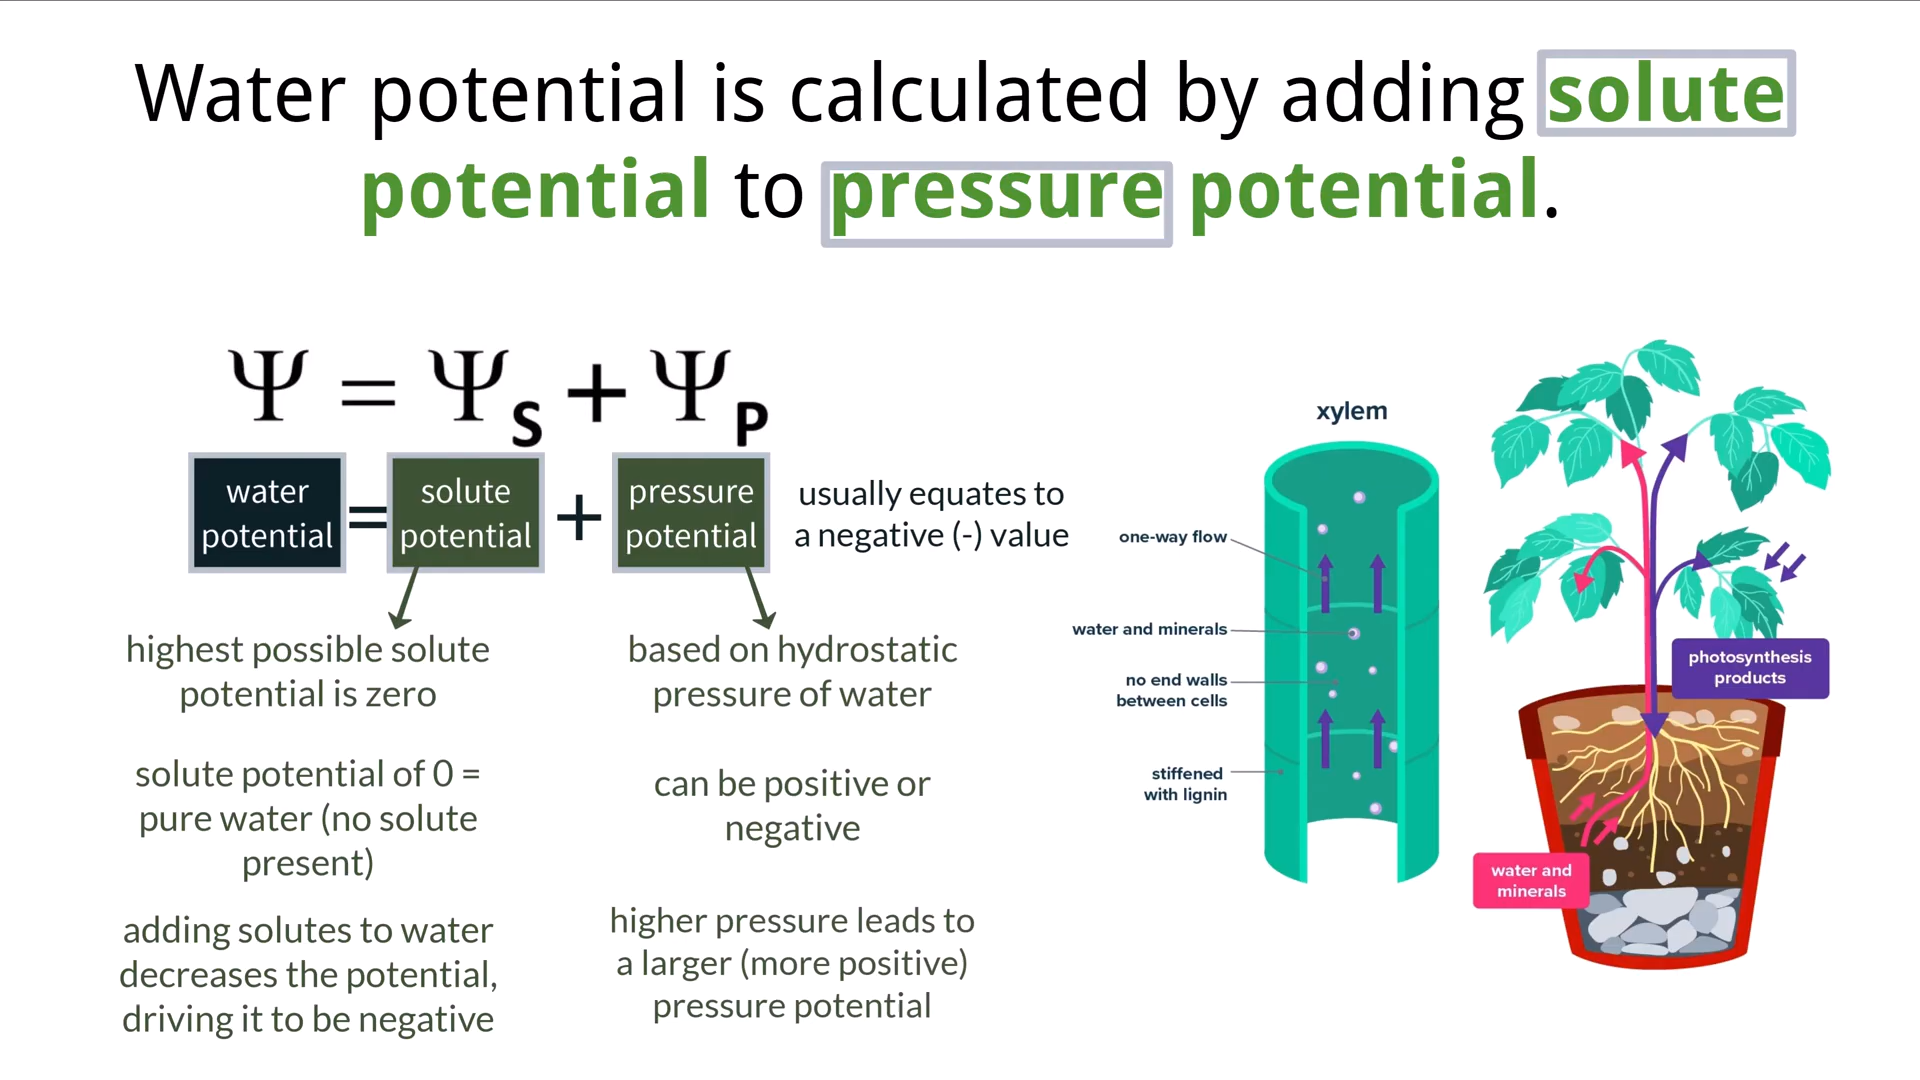 Water potential is calculated by adding solute
potential to pressure potential.
Ψ = ΨS + ΨP
water
potential
=
solute
potential
+
pressure
potential
usually equates to
a negative (-) value
highest possible solute
potential is zero
solute potential of 0 =
pure water (no solute
present)
adding solutes to water
decreases the potential,
driving it to be negative
based on hydrostatic
pressure of water
can be positive or
negative
higher pressure leads to
a larger (more positive)
pressure potential
xylem
one-way flow
water and minerals
no end walls
between cells
stiffened
with lignin
photosynthesis
products
water and
minerals